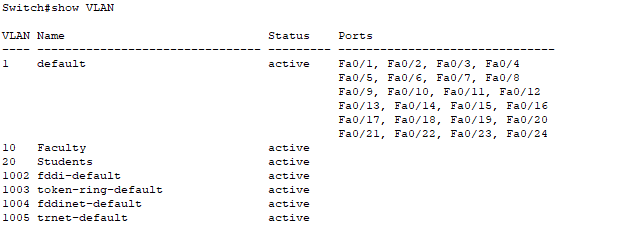 Switch#show VLAN
VLAN Name                             Status    Ports
---- -------------------------------- --------- -------------------------------
1    default                          active    Fa0/1, Fa0/2, Fa0/3, Fa0/4
                                                Fa0/5, Fa0/6, Fa0/7, Fa0/8
                                                Fa0/9, Fa0/10, Fa0/11, Fa0/12
                                                Fa0/13, Fa0/14, Fa0/15, Fa0/16
                                                Fa0/17, Fa0/18, Fa0/19, Fa0/20
                                                Fa0/21, Fa0/22, Fa0/23, Fa0/24
10   Faculty                          active
20   Students                         active
1002 fddi-default                     active
1003 token-ring-default               active
1004 fddinet-default                  active
1005 trnet-default                    active